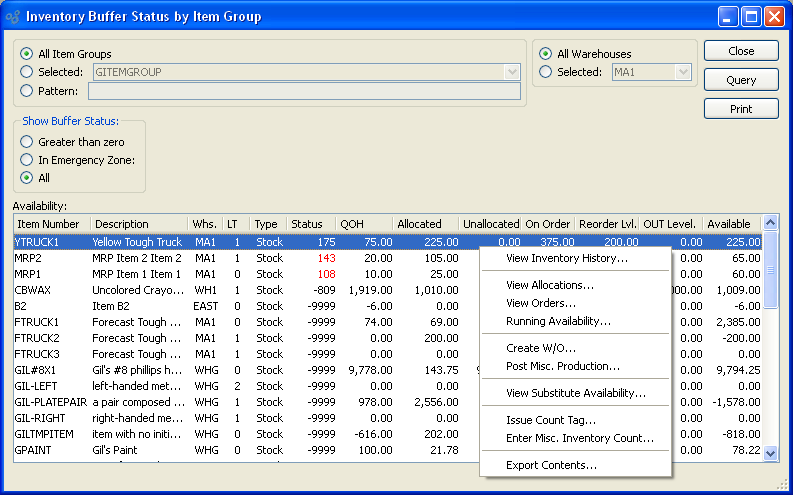 Inventory Buffer Status by Item Group
All Item Groups
Selected: GITEMGROUP
Pattern:
All Warehouses
Selected: MA1
Close
Query
Print
Show Buffer Status:
Greater than zero
In Emergency Zone:
All
Availability:
Item Number Description Whs. LT Type Status QOH Allocated Unallocated On Order Reorder Lvl. OUT Level. Available
YTRUCK1 Yellow Tough Truck MA1 1 Stock 175 75.00 225.00 0.00 375.00 200.00 0.00 225.00
MRP2 MRP Item 2 Item 2 MA1 1 Stock 143 20.00 105.00 0.00 65.00
MRP1 MRP Item 1 Item 1 MA1 0 Stock 108 10.00 25.00 0.00 60.00
CBWAX Uncolored Crayo... WH1 1 Stock -809 1,919.00 1,010.00 000.00 1,009.00
B2 Item B2 EAST 0 Stock -9999 -6.00 0.00 0.00 -6.00
FTRUCK1 Forecast Tough ... MA1 0 Stock -9999 74.00 69.00 0.00 2,385.00
FTRUCK2 Forecast Tough ... MA1 1 Stock -9999 0.00 200.00 0.00 -200.00
FTRUCK3 Forecast Tough ... MA1 1 Stock -9999 0.00 0.00 0.00 0.00
GIL#8X1 Gil's #8 phillips h... WHG 0 Stock -9999 9,778.00 143.75 9 0.00 9,794.25
GIL-LEFT left-handed met... WHG 2 Stock -9999 0.00 0.00 0.00 0.00
GIL-PLATEPAIR a pair composed ... WHG 1 Stock -9999 978.00 2,556.00 -1 0.00 -1,578.00
GIL-RIGHT right-handed me... WHG 1 Stock -9999 0.00 0.00 0.00 0.00
GILTMPITEM item with no initi... WHG 0 Stock -9999 -616.00 202.00 0.00 -818.00
GPAINT Gil's Paint WHG 0 Stock -9999 100.00 21.78 0.00 78.22
View Inventory History...
View Allocations...
View Orders...
Running Availability...
Create W/O...
Post Misc. Production...
View Substitute Availability...
Issue Count Tag...
Enter Misc. Inventory Count...
Export Contents...